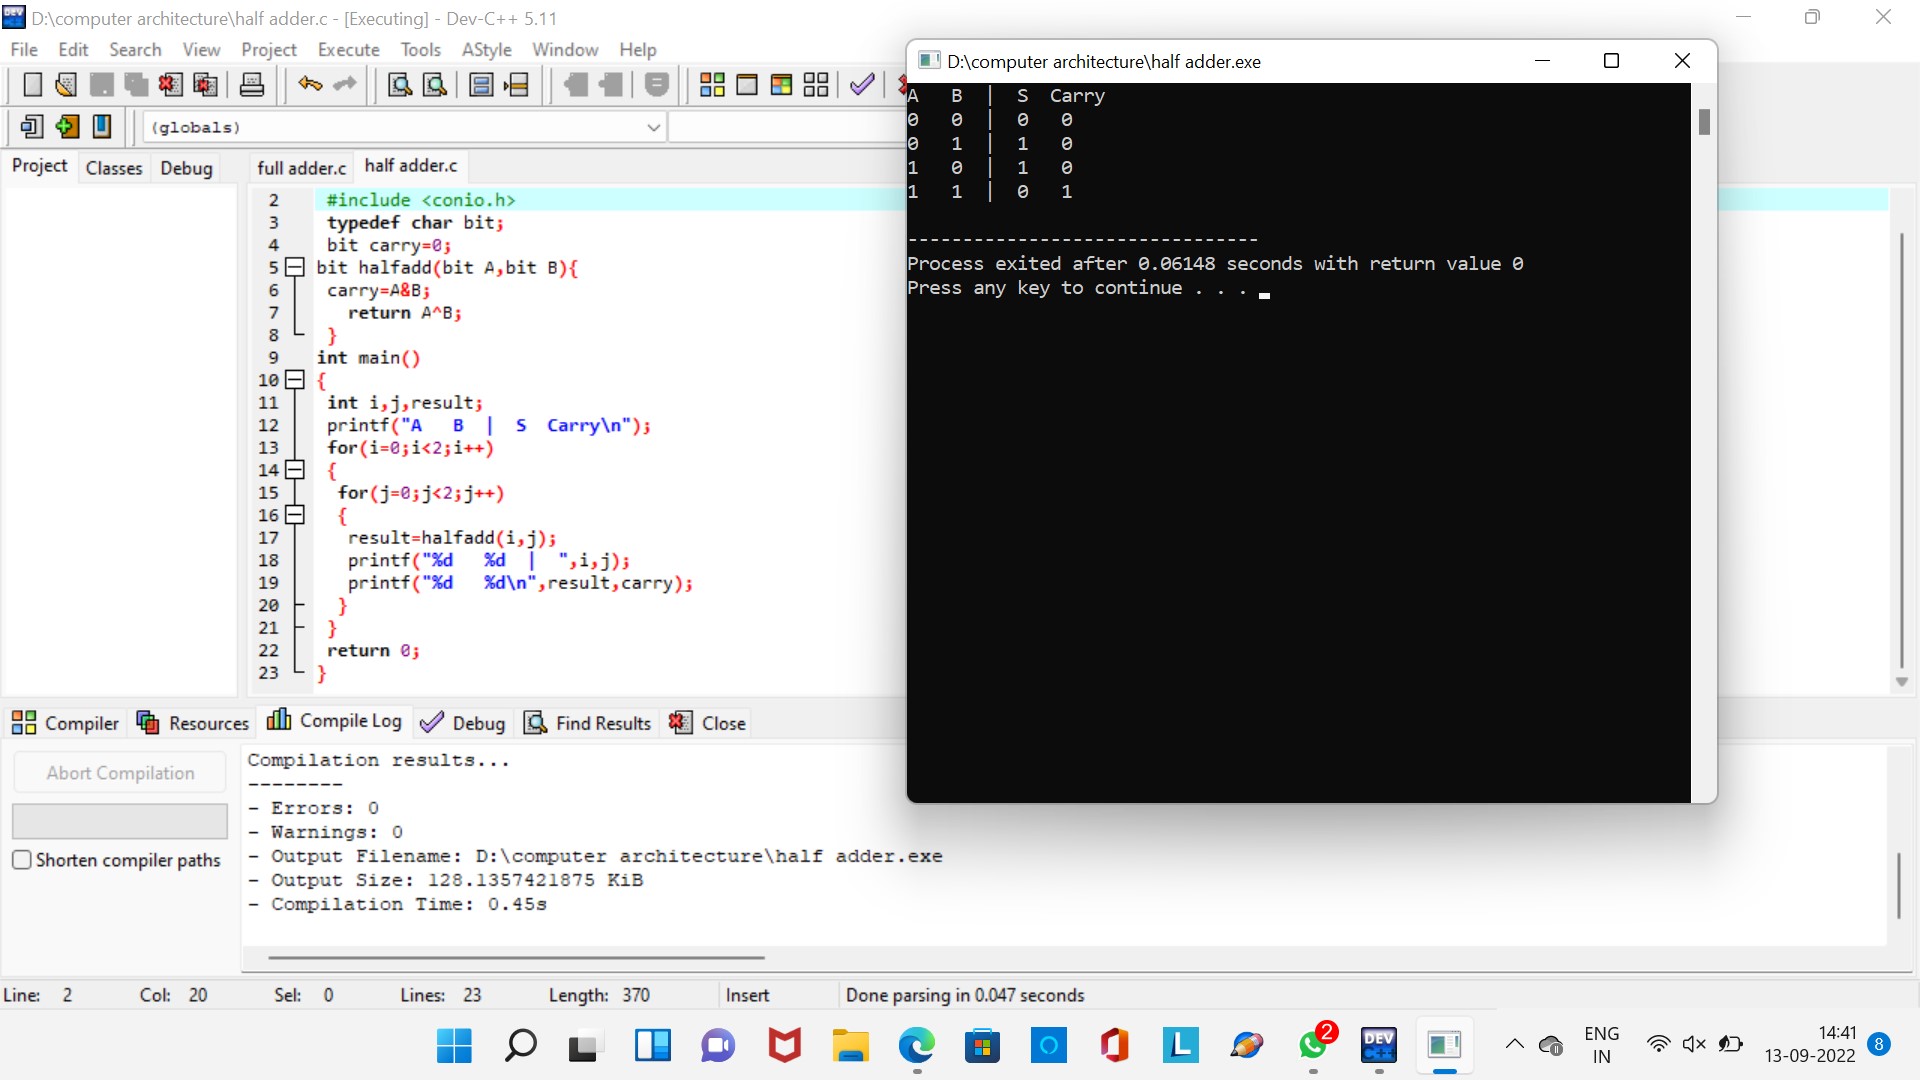 D:\computer architecture\half adder.c - [Executing] - Dev-C++ 5.11
File Edit Search View Project Execute Tools AStyle Window Help
(globals)
Project Classes Debug
full adder.c half adder.c
2 #include <conio.h>
3 typedef char bit;
4 bit carry=0;
5 bit halfadd(bit A,bit B){
6 carry=A&B;
7 return A^B;
8 }
9 int main()
10 {
11 int i,j,result;
12 printf("A   B  |  S  Carry\n");
13 for(i=0;i<2;i++)
14 {
15 for(j=0;j<2;j++)
16 {
17 result=halfadd(i,j);
18 printf("%d   %d  |  ",i,j);
19 printf("%d   %d\n",result,carry);
20 }
21 }
22 return 0;
23 }
D:\computer architecture\half adder.exe
A   B  |  S  Carry
0   0  |  0   0
0   1  |  1   0
1   0  |  1   0
1   1  |  0   1
--------------------------------
Process exited after 0.06148 seconds with return value 0
Press any key to continue . . .
Compiler Resources Compile Log Debug Find Results Close
Abort Compilation
Shorten compiler paths
Compilation results...
--------
- Errors: 0
- Warnings: 0
- Output Filename: D:\computer architecture\half adder.exe
- Output Size: 128.1357421875 KiB
- Compilation Time: 0.45s
Line: 2 Col: 20 Sel: 0 Lines: 23 Length: 370 Insert Done parsing in 0.047 seconds
L
2
DEV
C++
ENG
IN
14:41
13-09-2022
8